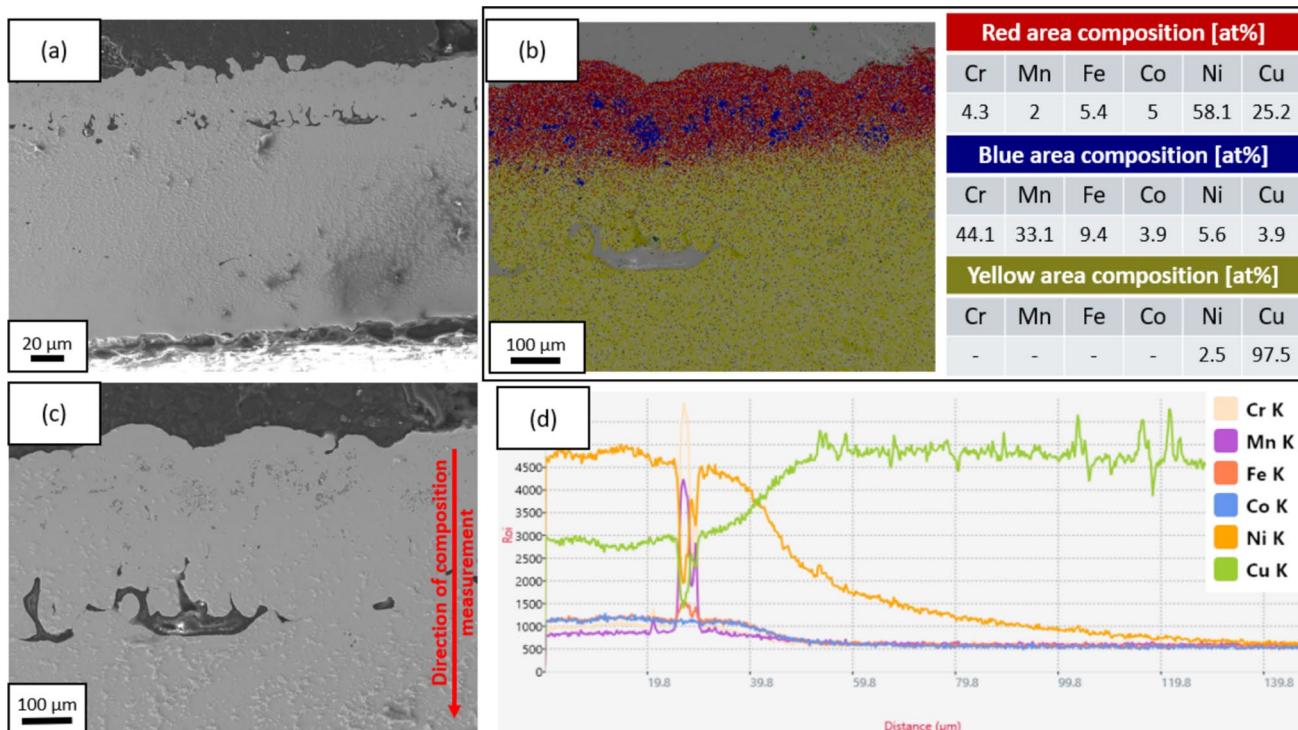 (a)
20 µm
(b)
100 µm
Red area composition [at%]
Cr Mn Fe Co Ni Cu
4.3 2 5.4 5 58.1 25.2
Blue area composition [at%]
Cr Mn Fe Co Ni Cu
44.1 33.1 9.4 3.9 5.6 3.9
Yellow area composition [at%]
Cr Mn Fe Co Ni Cu
- - - - 2.5 97.5
(c)
100 µm
Direction of composition
measurement
(d)
Cr K
Mn K
Fe K
Co K
Ni K
Cu K
Roi
4500
4000
3500
3000
2500
2000
1500
1000
500
0
19.8 39.8 59.8 79.8 99.8 119.8 139.8
Distance (µm)